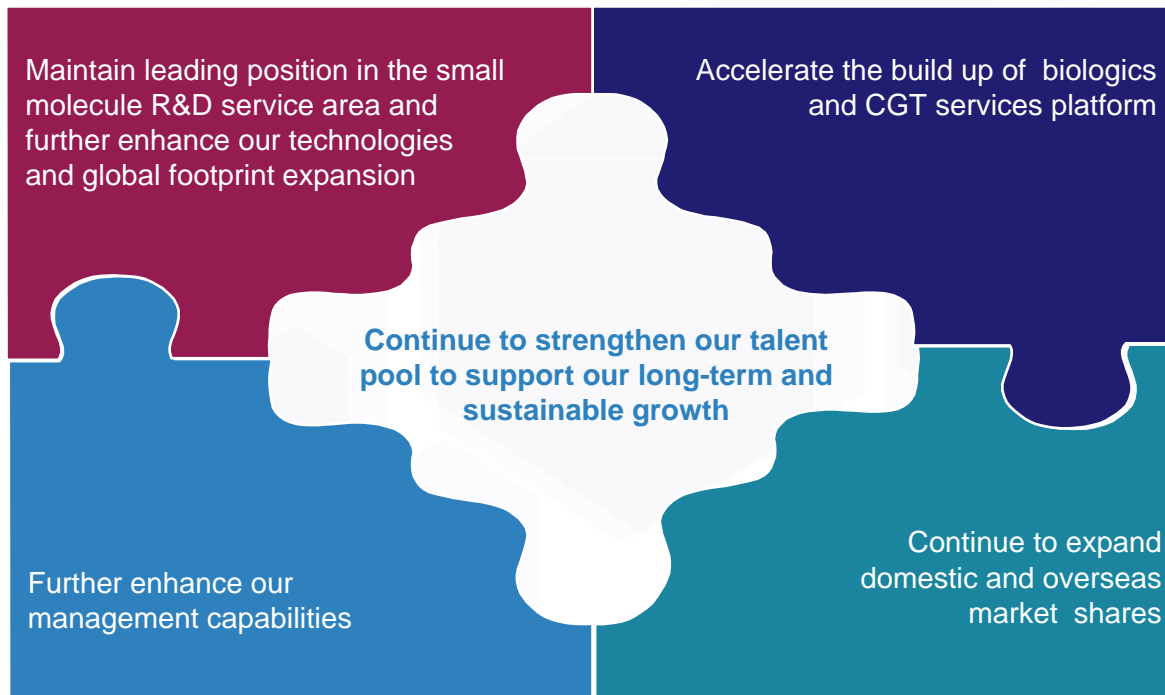 Maintain leading position in the small
molecule R&D service area and
further enhance our technologies
and global footprint expansion
Accelerate the build up of  biologics
and CGT services platform
Continue to strengthen our talent
pool to support our long-term and
sustainable growth
Further enhance our
management capabilities
Continue to expand
domestic and overseas
market  shares